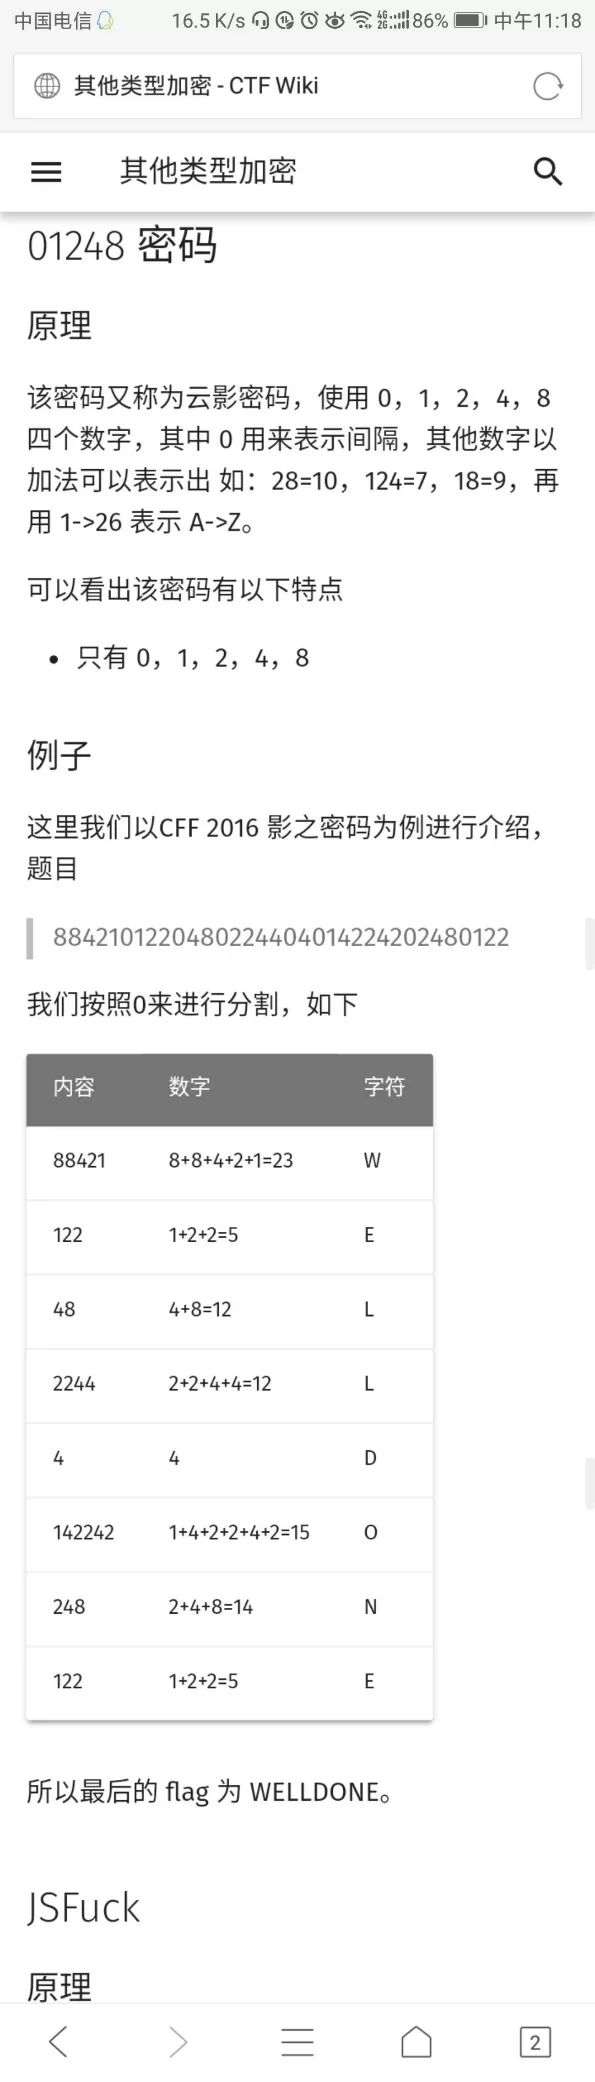 中国电信 16.5 K/s 86% 中午11:18
其他类型加密 - CTF Wiki
其他类型加密
01248 密码
原理
该密码又称为云影密码，使用 0，1，2，4，8
四个数字，其中 0 用来表示间隔，其他数字以
加法可以表示出 如：28=10，124=7，18=9，再
用 1->26 表示 A->Z。
可以看出该密码有以下特点
• 只有 0，1，2，4，8
例子
这里我们以CFF 2016 影之密码为例进行介绍，
题目
8842101220480224404014224202480122
我们按照0来进行分割，如下
内容 数字 字符
88421 8+8+4+2+1=23 W
122 1+2+2=5 E
48 4+8=12 L
2244 2+2+4+4=12 L
4 4 D
142242 1+4+2+2+4+2=15 O
248 2+4+8=14 N
122 1+2+2=5 E
所以最后的 flag 为 WELLDONE。
JSFuck
原理
2